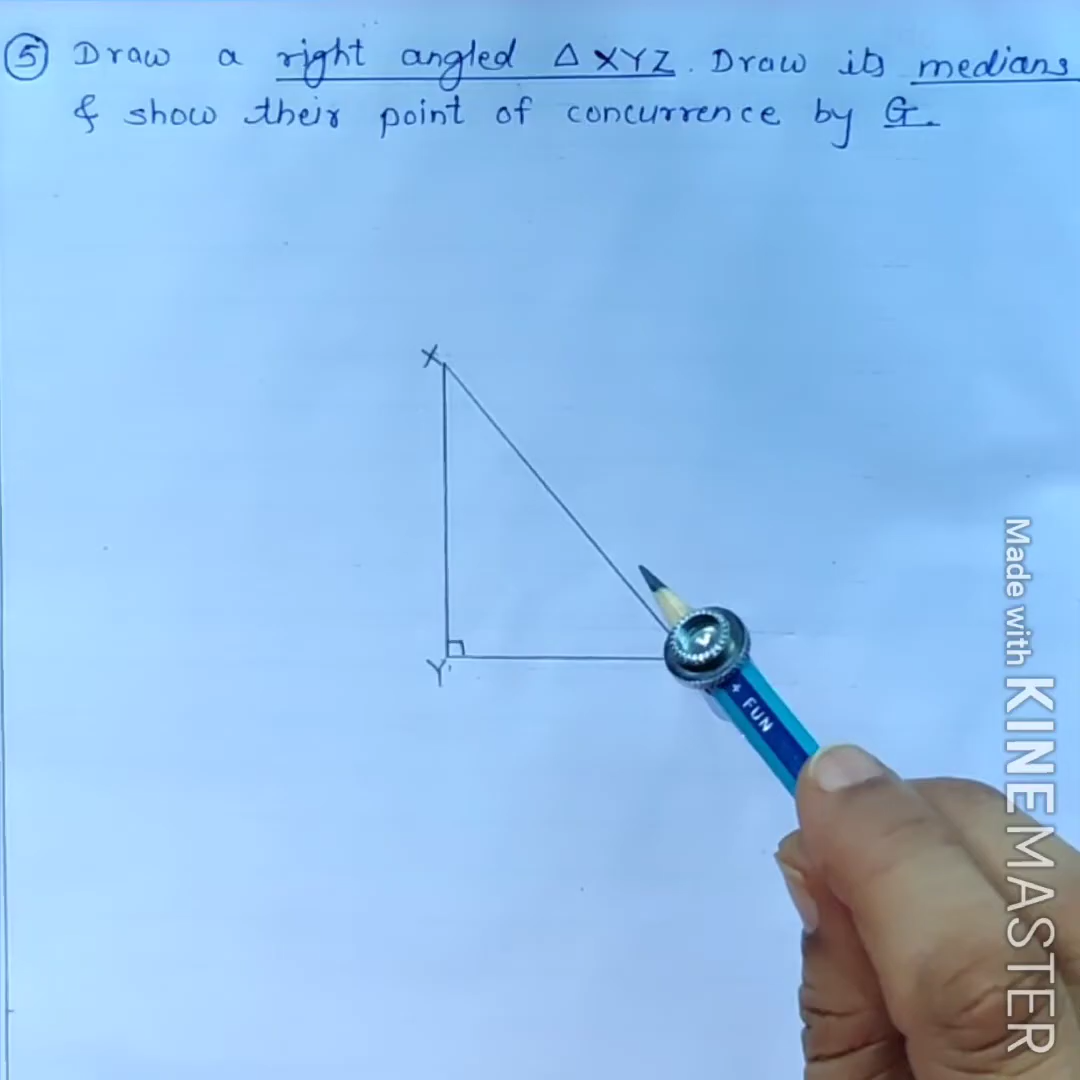 ⑤ Draw a right angled △XYZ. Draw its medians
& show their point of concurrence by G.
X
Y
+ FUN
Made with KINEMASTER